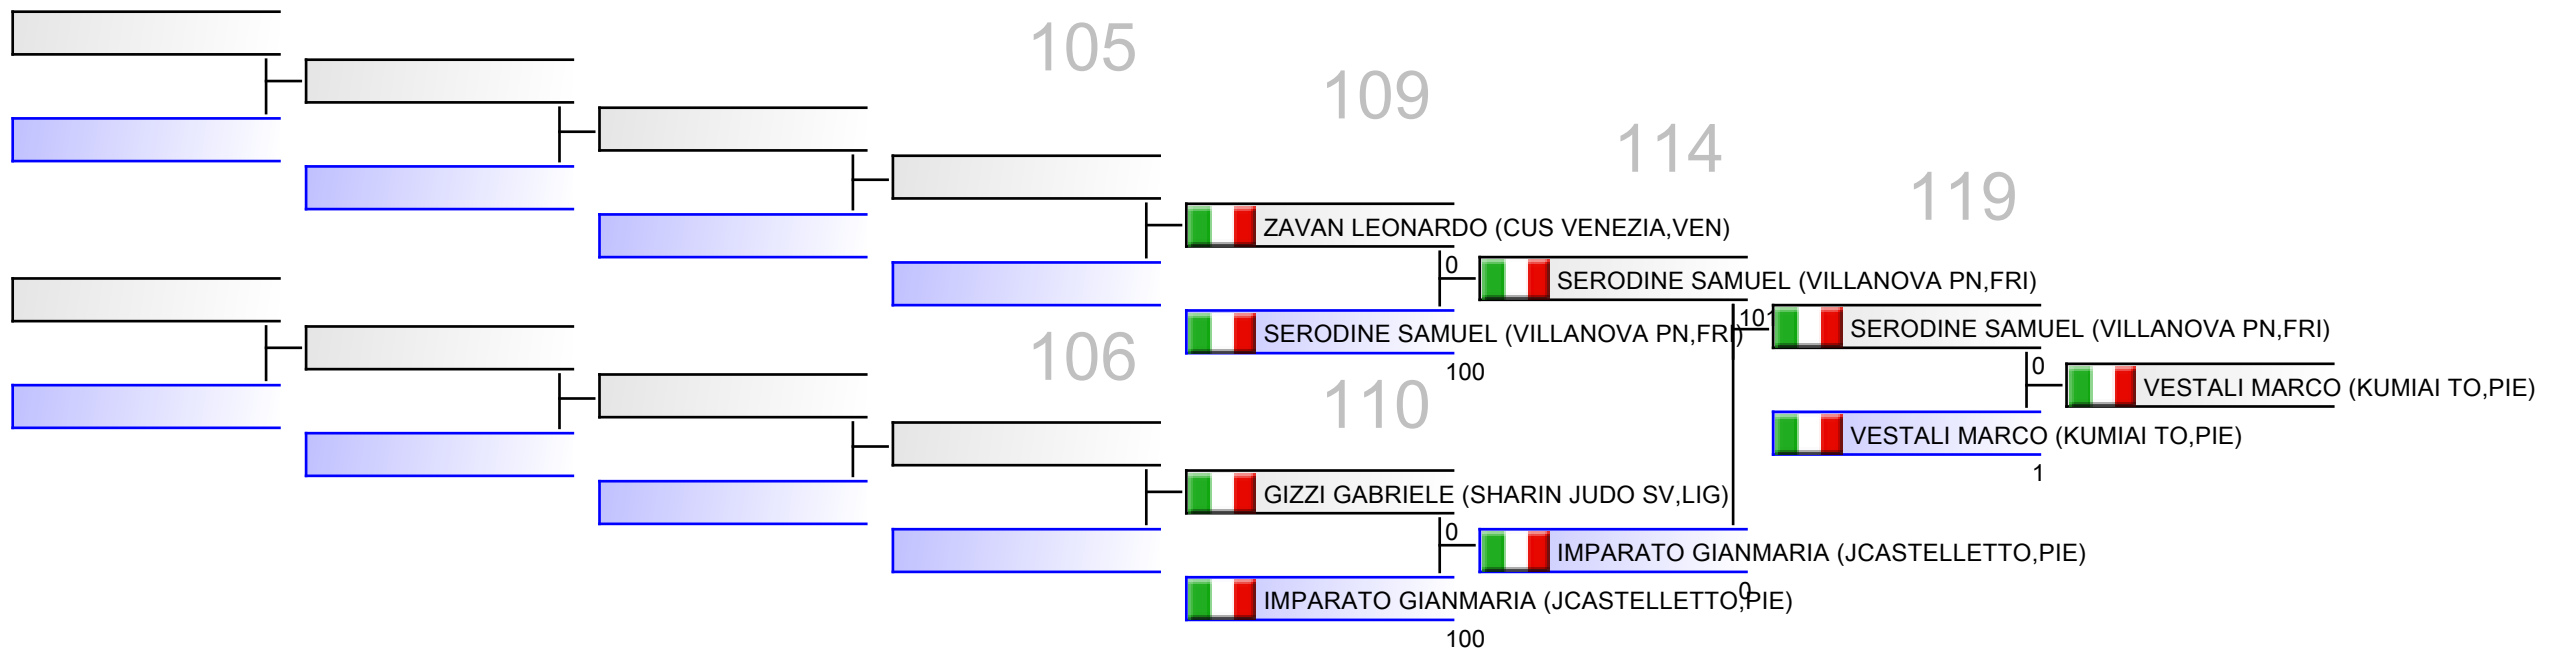 105
109
114
119
ZAVAN LEONARDO (CUS VENEZIA,VEN)
0
SERODINE SAMUEL (VILLANOVA PN,FRI)
SERODINE SAMUEL (VILLANOVA PN,FRI)
101
SERODINE SAMUEL (VILLANOVA PN,FRI)
100
0
VESTALI MARCO (KUMIAI TO,PIE)
VESTALI MARCO (KUMIAI TO,PIE)
1
106
110
GIZZI GABRIELE (SHARIN JUDO SV,LIG)
0
IMPARATO GIANMARIA (JCASTELLETTO,PIE)
0
IMPARATO GIANMARIA (JCASTELLETTO,PIE)
100